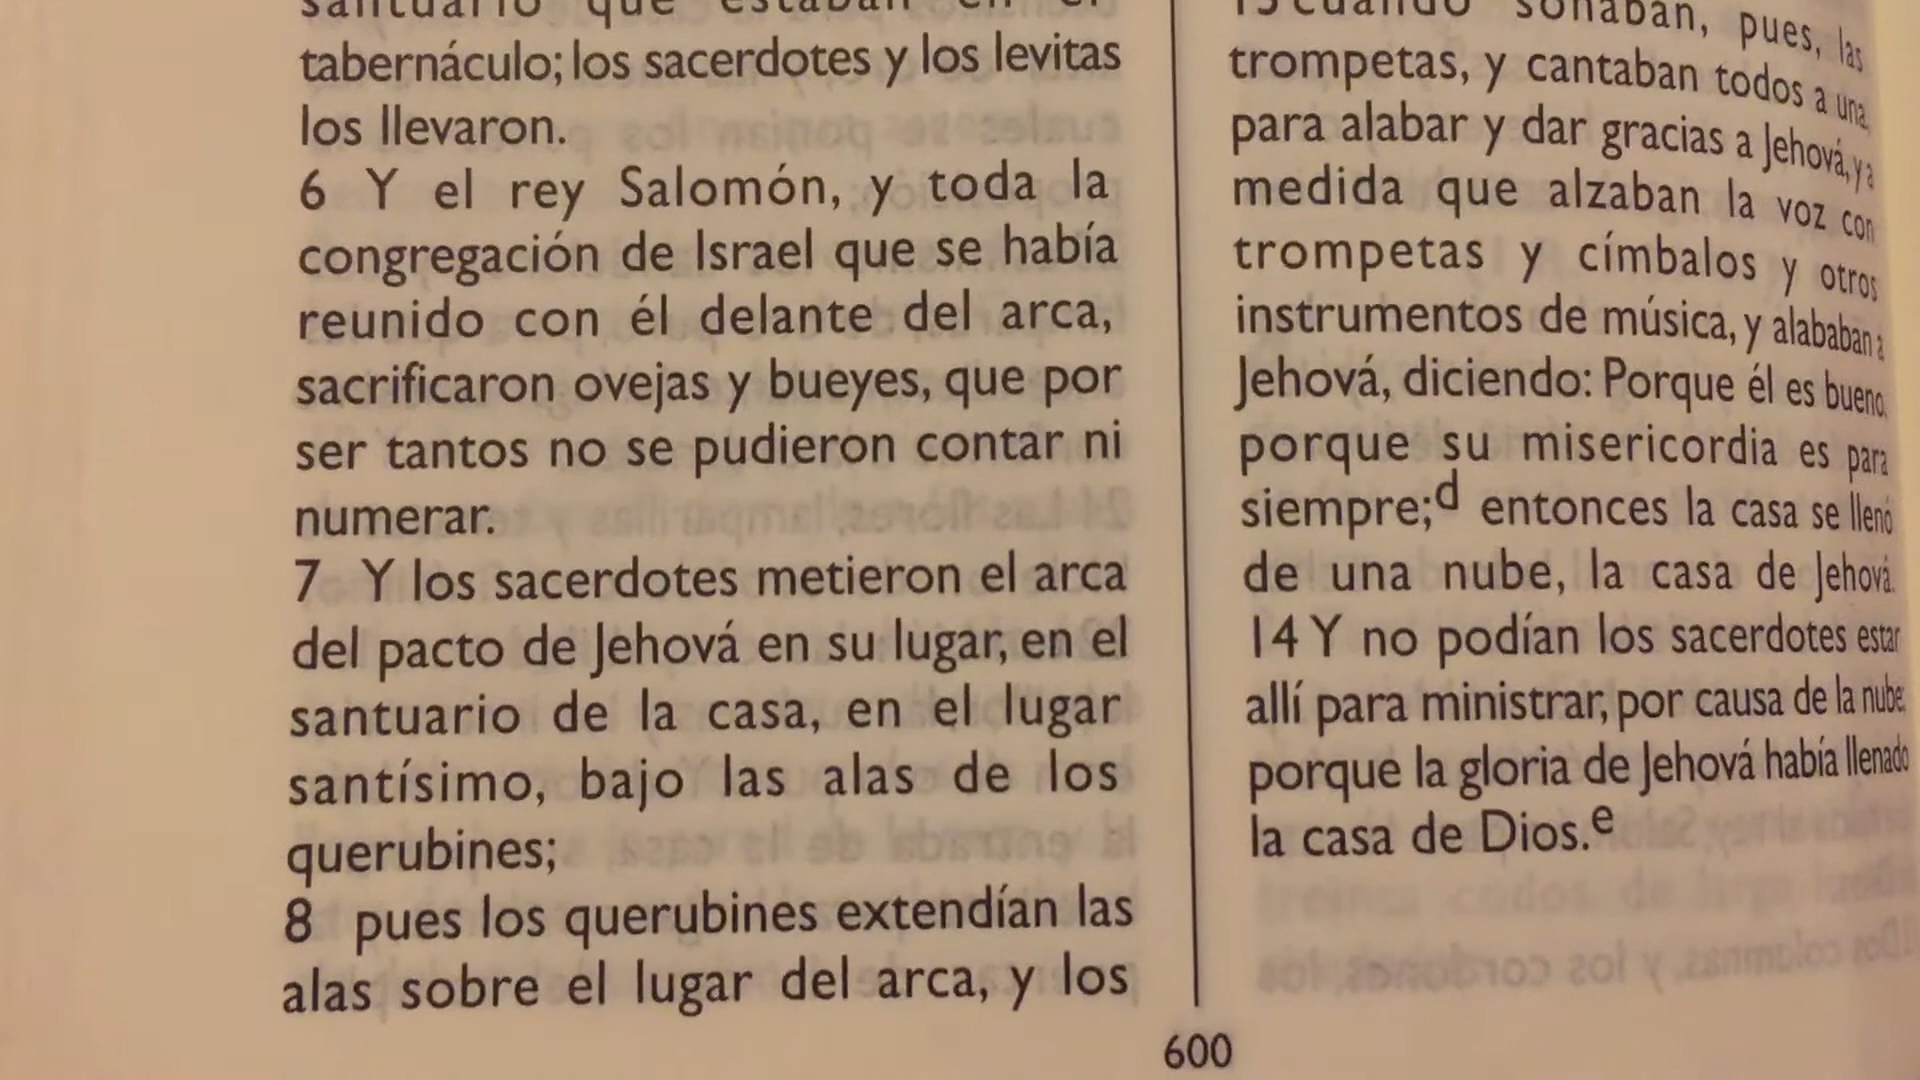 santuario que estaban en el
tabernáculo; los sacerdotes y los levitas
los llevaron.
6 Y el rey Salomón, y toda la
congregación de Israel que se había
reunido con él delante del arca,
sacrificaron ovejas y bueyes, que por
ser tantos no se pudieron contar ni
numerar.
7 Y los sacerdotes metieron el arca
del pacto de Jehová en su lugar, en el
santuario de la casa, en el lugar
santísimo, bajo las alas de los
querubines;
8 pues los querubines extendían las
alas sobre el lugar del arca, y los
13 cuando sonaban, pues, las
trompetas, y cantaban todos a una,
para alabar y dar gracias a Jehová, y a
medida que alzaban la voz con
trompetas y címbalos y otros
instrumentos de música, y alababan a
Jehová, diciendo: Porque él es bueno,
porque su misericordia es para
siempre;d entonces la casa se llenó
de una nube, la casa de Jehová.
14 Y no podían los sacerdotes estar
allí para ministrar, por causa de la nube;
porque la gloria de Jehová había llenado
la casa de Dios.e
600